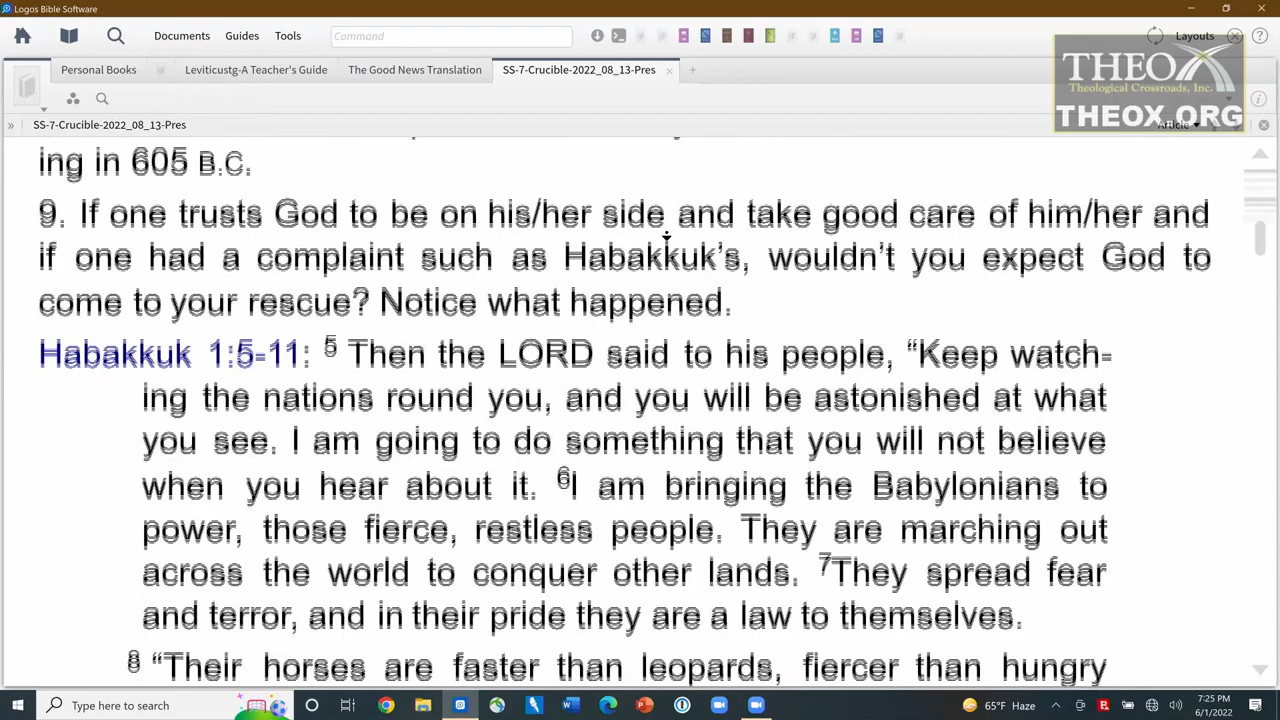 Logos Bible Software
Documents Guides Tools Command Layouts
Personal Books Leviticustg-A Teacher's Guide The Good News Translation SS-7-Crucible-2022_08_13-Pres
THEOX
Theological Crossroads, Inc.
THEOX.ORG
SS-7-Crucible-2022_08_13-Pres Article
ing in 605 B.C.
9. If one trusts God to be on his/her side and take good care of him/her and
if one had a complaint such as Habakkuk's, wouldn't you expect God to
come to your rescue? Notice what happened.
Habakkuk 1:5-11: 5 Then the LORD said to his people, “Keep watch-
ing the nations round you, and you will be astonished at what
you see. I am going to do something that you will not believe
when you hear about it. 6I am bringing the Babylonians to
power, those fierce, restless people. They are marching out
across the world to conquer other lands. 7They spread fear
and terror, and in their pride they are a law to themselves.
8 “Their horses are faster than leopards, fiercer than hungry
Type here to search 65°F Haze 7:25 PM
6/1/2022